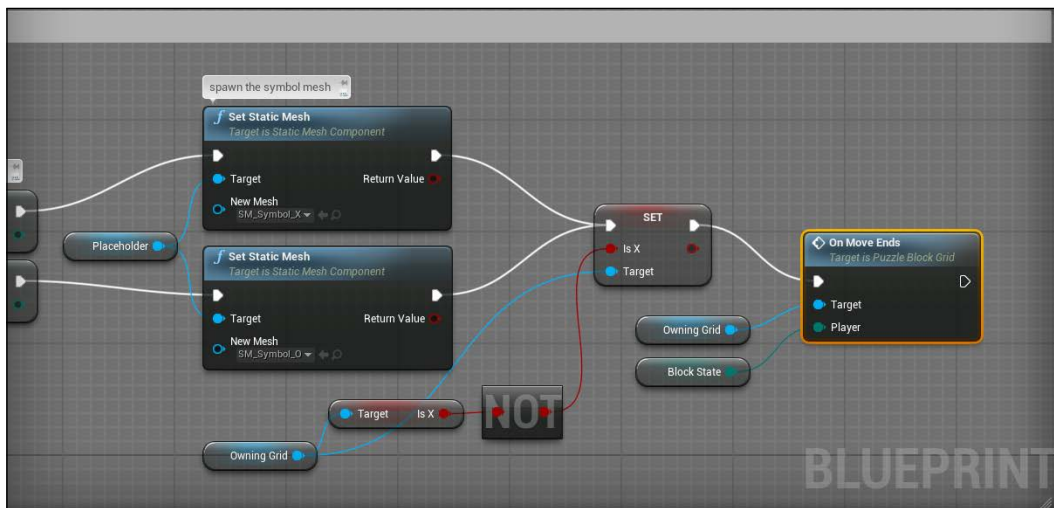 spawn the symbol mesh
f Set Static Mesh
Target is Static Mesh Component
Target
Return Value
New Mesh
SM_Symbol_X
Placeholder
f Set Static Mesh
Target is Static Mesh Component
Target
Return Value
New Mesh
SM_Symbol_O
SET
Is X
Target
On Move Ends
Target is Puzzle Block Grid
Target
Player
Owning Grid
Block State
Target Is X
NOT
Owning Grid
BLUEPRINT